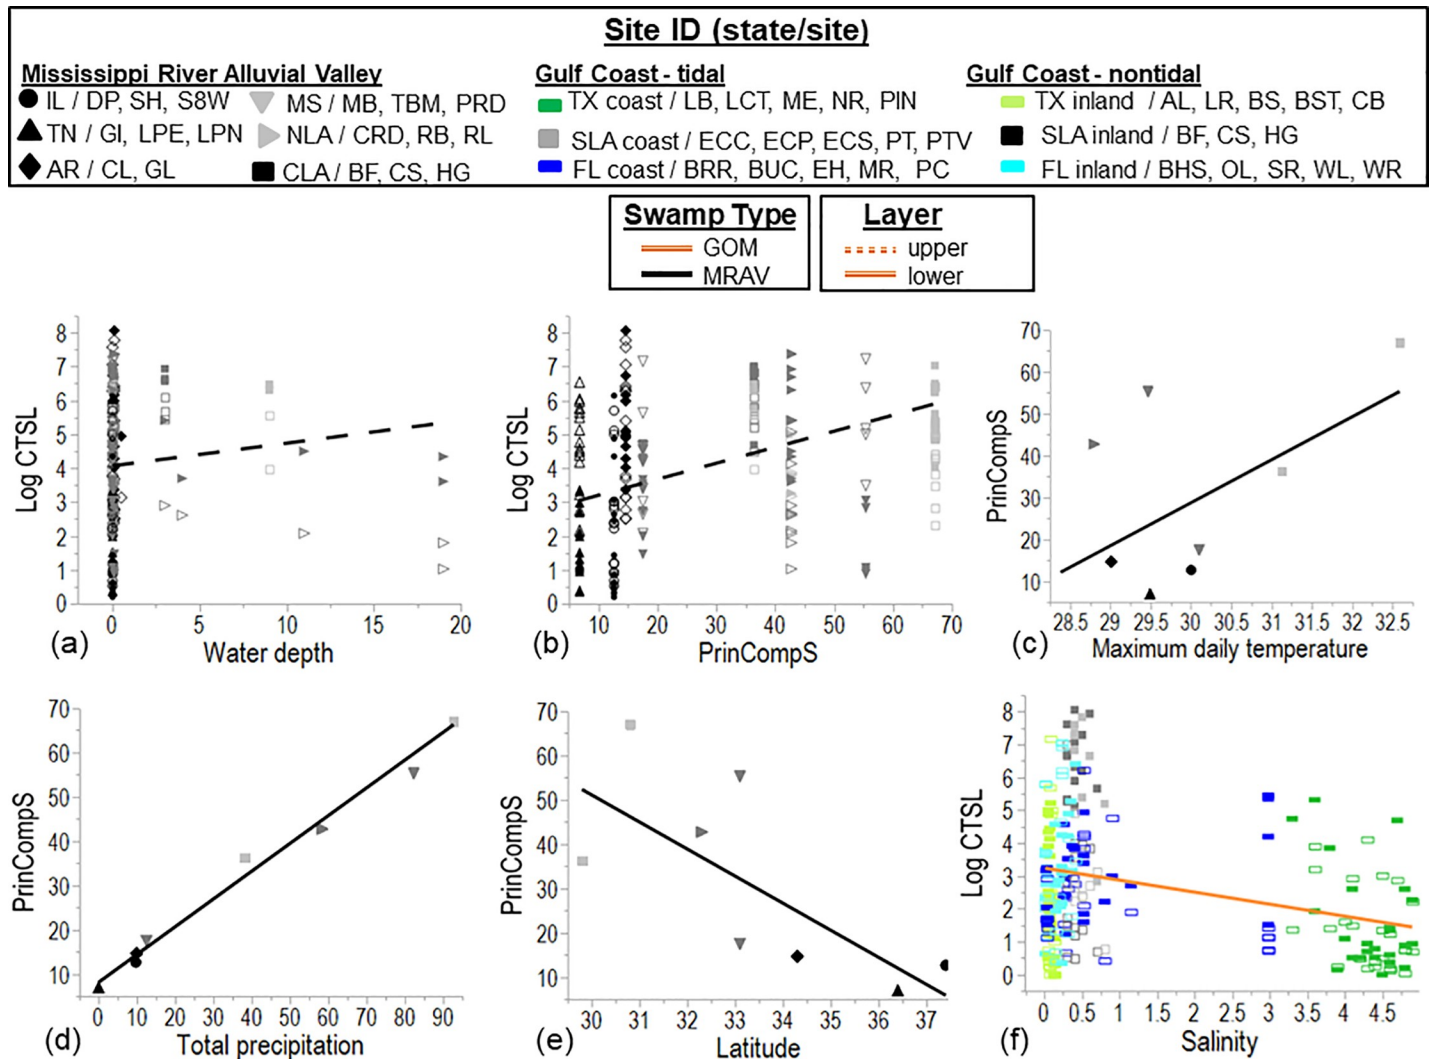 Site ID (state/site)
Mississippi River Alluvial Valley
IL / DP, SH, S8W
TN / GI, LPE, LPN
AR / CL, GL
MS / MB, TBM, PRD
NLA / CRD, RB, RL
CLA / BF, CS, HG
Gulf Coast - tidal
TX coast / LB, LCT, ME, NR, PIN
SLA coast / ECC, ECP, ECS, PT, PTV
FL coast / BRR, BUC, EH, MR, PC
Gulf Coast - nontidal
TX inland / AL, LR, BS, BST, CB
SLA inland / BF, CS, HG
FL inland / BHS, OL, SR, WL, WR
Swamp Type
GOM
MRAV
Layer
upper
lower
Log CTSL
8
7
6
5
4
3
2
1
0
0 5 10 15 20
(a) Water depth
Log CTSL
8
7
6
5
4
3
2
1
0
10 20 30 40 50 60 70
(b) PrinCompS
PrinCompS
70
60
50
40
30
20
10
28.5 29 29.5 30 31 31.5 32 32.5
(c) Maximum daily temperature
PrinCompS
70
60
50
40
30
20
10
0 10 20 30 40 50 60 70 80 90
(d) Total precipitation
PrinCompS
70
60
50
40
30
20
10
30 31 32 33 34 35 36 37
(e) Latitude
Log CTSL
8
7
6
5
4
3
2
1
0
0 0.5 1 1.5 2 2.5 3 3.5 4.5
(f) Salinity